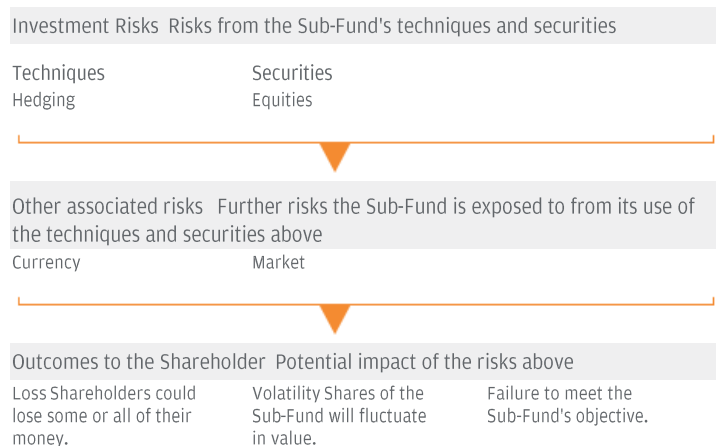 Investment Risks Risks from the Sub-Fund's techniques and securities
Techniques Securities
Hedging Equities
Other associated risks Further risks the Sub-Fund is exposed to from its use of
the techniques and securities above
Currency Market
Outcomes to the Shareholder Potential impact of the risks above
Loss Shareholders could
lose some or all of their
money.
Volatility Shares of the
Sub-Fund will fluctuate
in value.
Failure to meet the
Sub-Fund's objective.